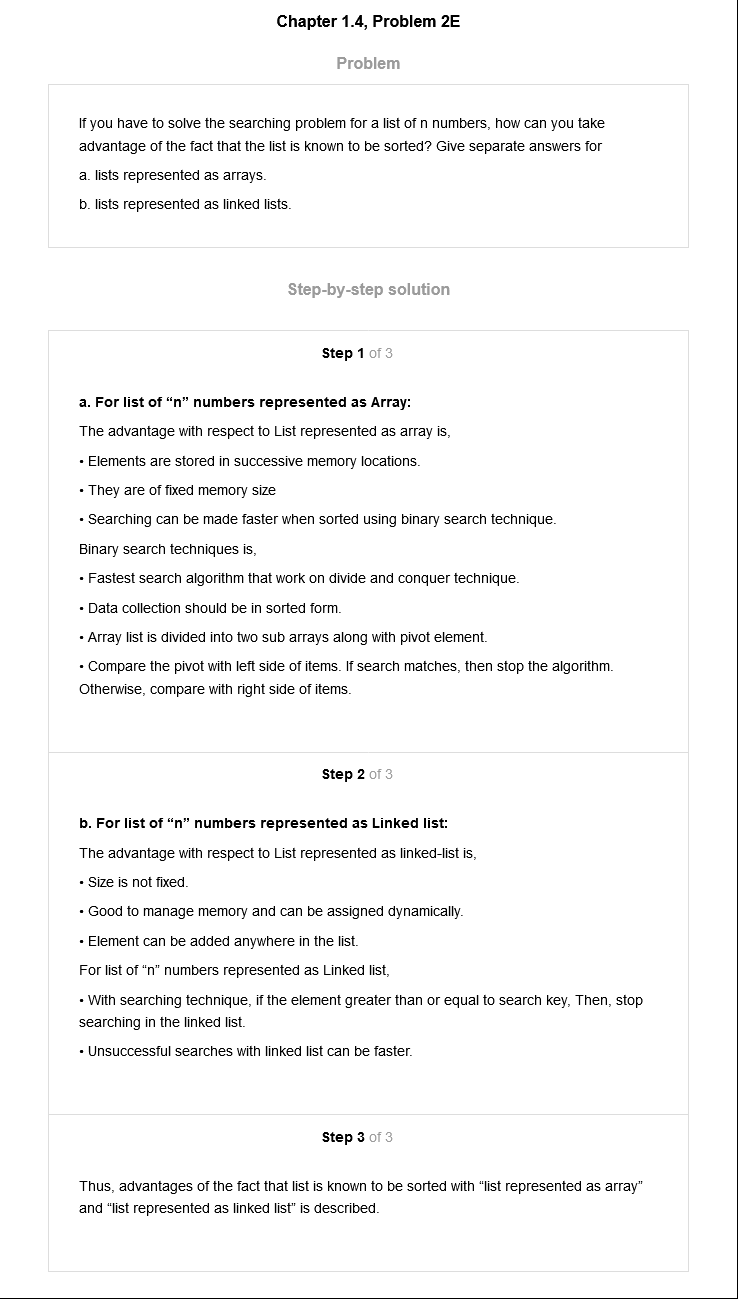 Chapter 1.4, Problem 2E
Problem
If you have to solve the searching problem for a list of n numbers, how can you take
advantage of the fact that the list is known to be sorted? Give separate answers for
a. lists represented as arrays.
b. lists represented as linked lists.
Step-by-step solution
Step 1 of 3
a. For list of “n” numbers represented as Array:
The advantage with respect to List represented as array is,
• Elements are stored in successive memory locations.
• They are of fixed memory size
• Searching can be made faster when sorted using binary search technique.
Binary search techniques is,
• Fastest search algorithm that work on divide and conquer technique.
• Data collection should be in sorted form.
• Array list is divided into two sub arrays along with pivot element.
• Compare the pivot with left side of items. If search matches, then stop the algorithm.
Otherwise, compare with right side of items.
Step 2 of 3
b. For list of “n” numbers represented as Linked list:
The advantage with respect to List represented as linked-list is,
• Size is not fixed.
• Good to manage memory and can be assigned dynamically.
• Element can be added anywhere in the list.
For list of “n” numbers represented as Linked list,
• With searching technique, if the element greater than or equal to search key, Then, stop
searching in the linked list.
• Unsuccessful searches with linked list can be faster.
Step 3 of 3
Thus, advantages of the fact that list is known to be sorted with “list represented as array”
and “list represented as linked list” is described.